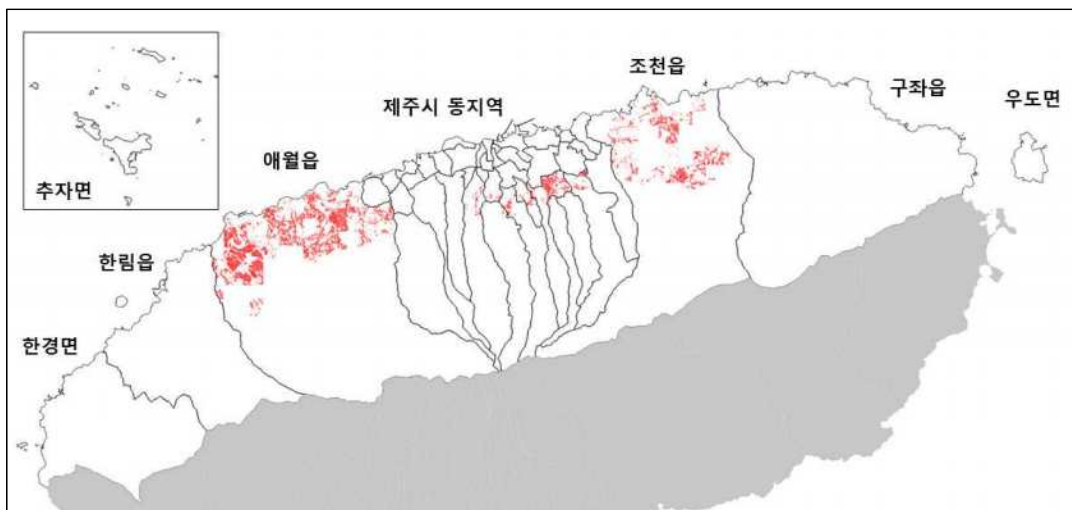 조천읍
구좌읍
우도면
제주시 동지역
애월읍
추자면
한림읍
한경면